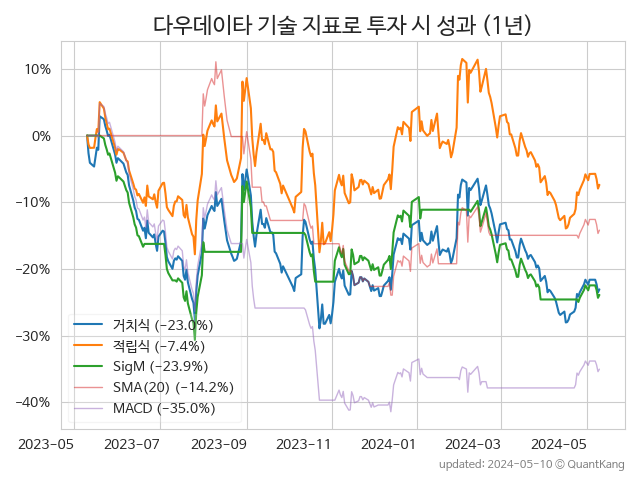 다우데이타 기술 지표로 투자 시 성과 (1년)
10%
0%
−10%
−20%
−30%
−40%
거치식 (−23.0%)
적립식 (−7.4%)
SigM (−23.9%)
SMA(20) (−14.2%)
MACD (−35.0%)
2023-05 2023-07 2023-09 2023-11 2024-01 2024-03 2024-05
updated: 2024-05-10 © QuantKang